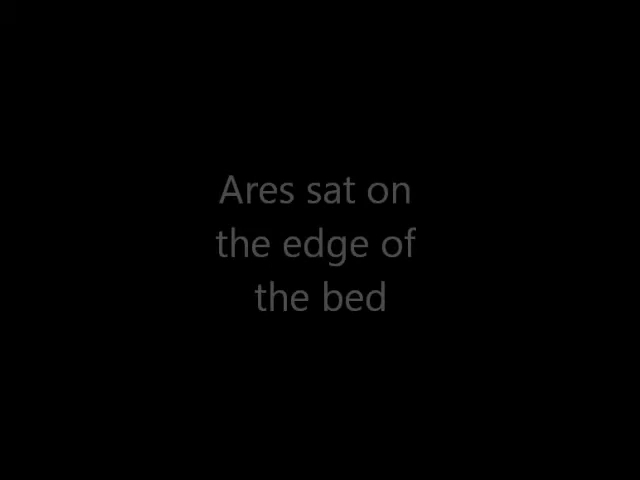 Ares sat on
the edge of
the bed